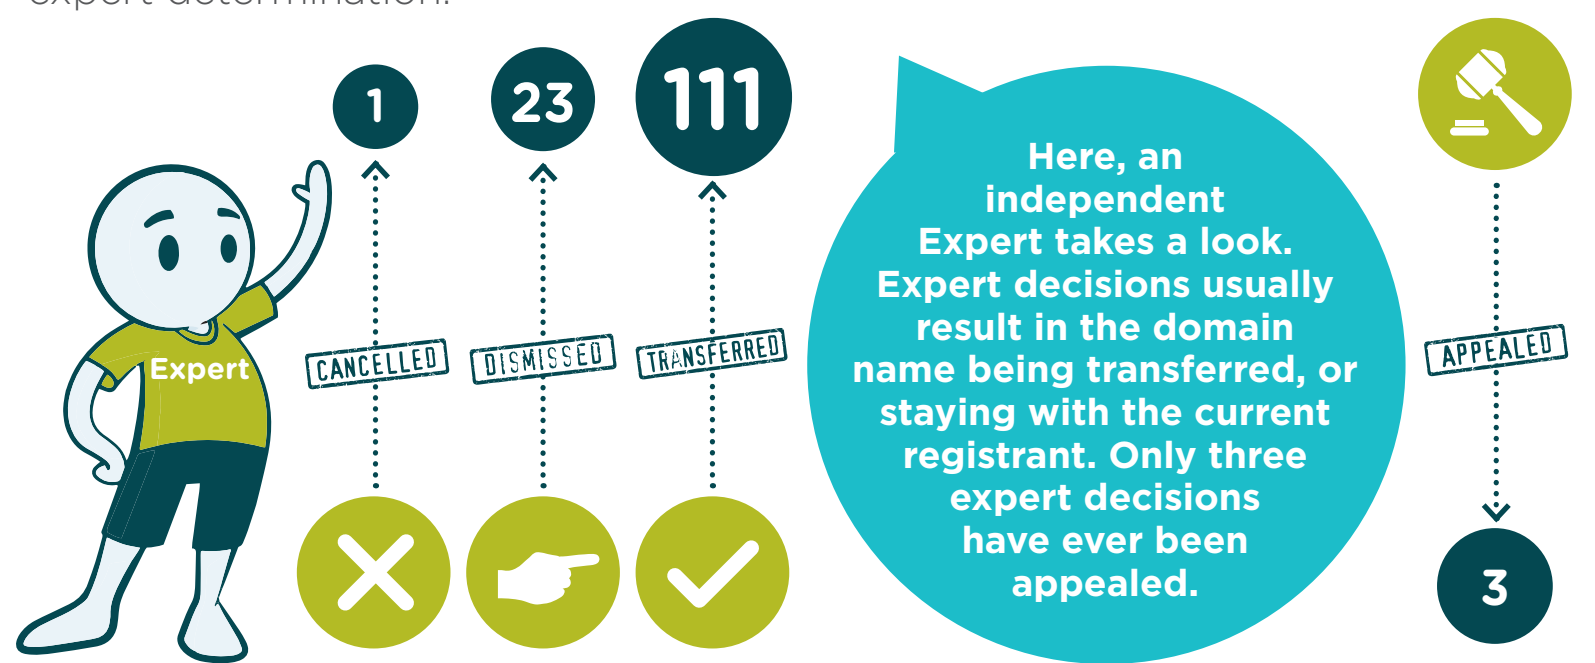 expert determination.
1
23
111
Here, an
independent
Expert takes a look.
Expert decisions usually
result in the domain
name being transferred, or
staying with the current
registrant. Only three
expert decisions
have ever been
appealed.
Expert
CANCELLED
DISMISSED
TRANSFERRED
APPEALED
3